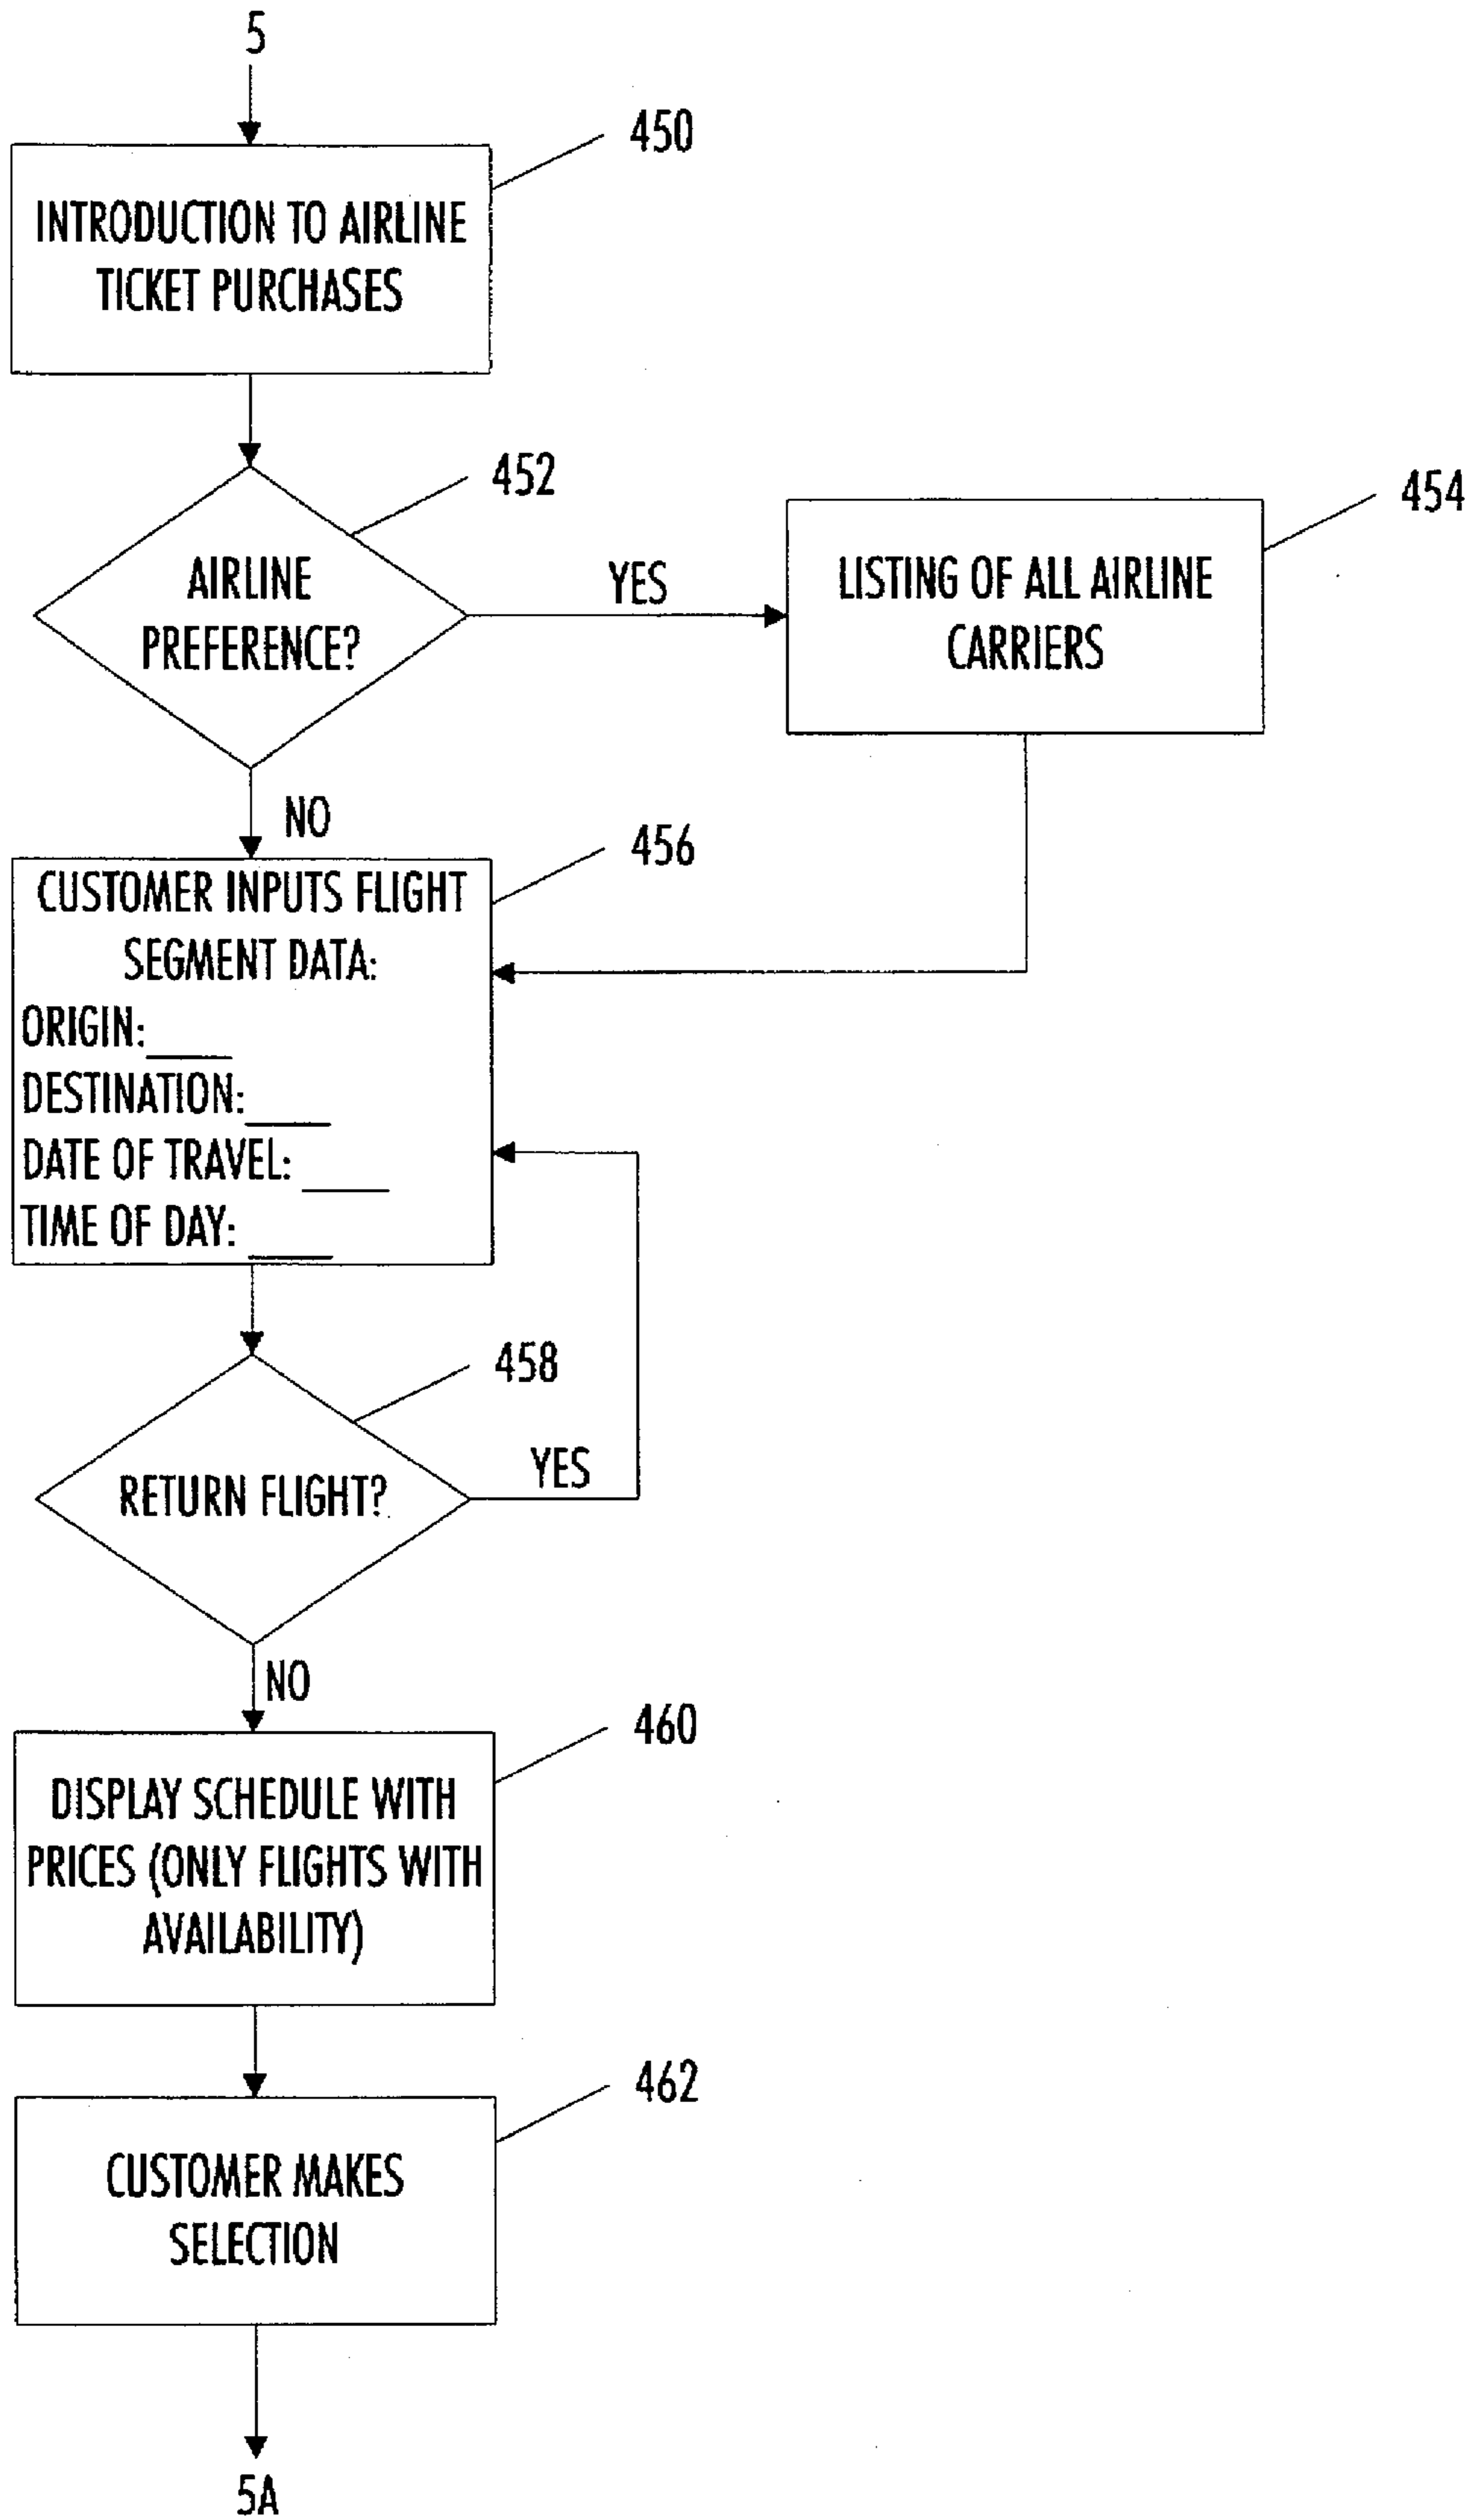 5
450
INTRODUCTION TO AIRLINE
TICKET PURCHASES
452
AIRLINE
PREFERENCE?
YES
454
LISTING OF ALL AIRLINE
CARRIERS
NO
456
CUSTOMER INPUTS FLIGHT
SEGMENT DATA:
ORIGIN:____
DESTINATION:____
DATE OF TRAVEL: ____
TIME OF DAY: ____
458
RETURN FLIGHT?
YES
NO
460
DISPLAY SCHEDULE WITH
PRICES (ONLY FLIGHTS WITH
AVAILABILITY)
462
CUSTOMER MAKES
SELECTION
5A